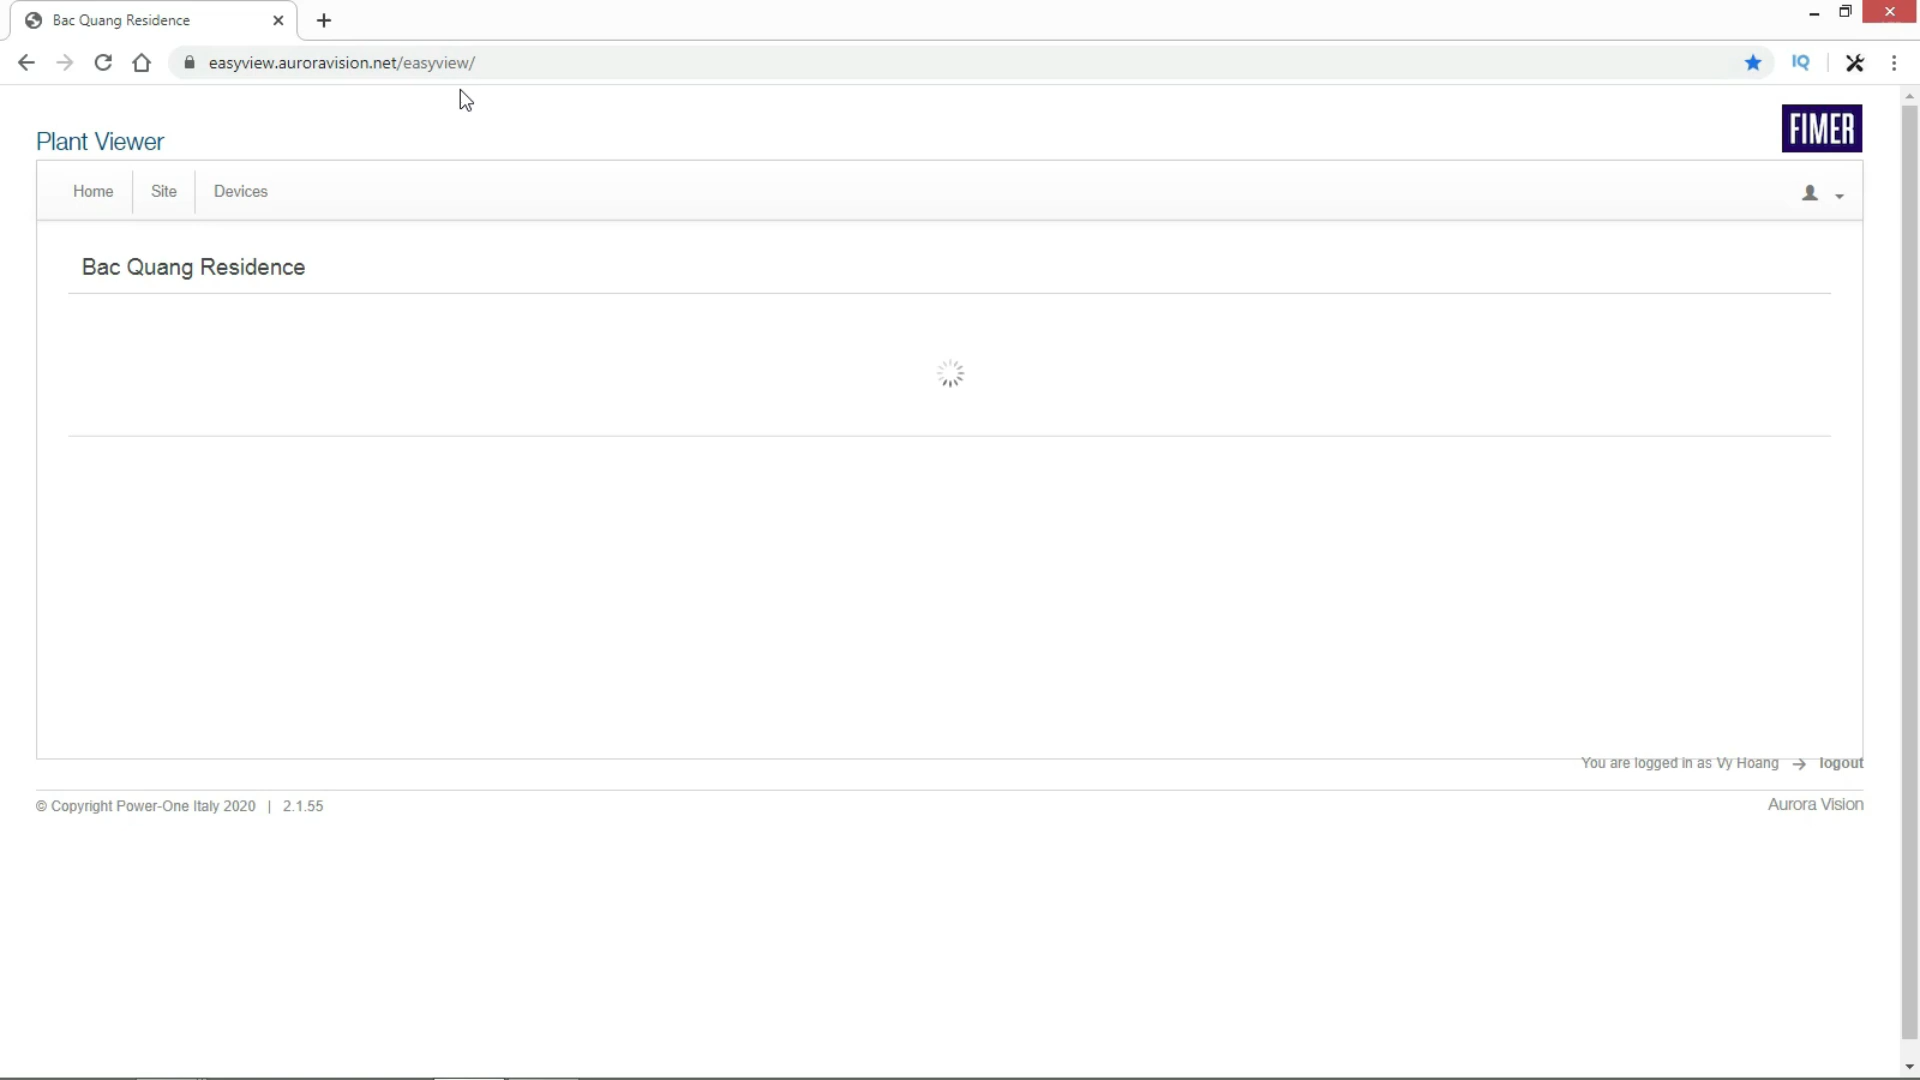 Bac Quang Residence
easyview.auroravision.net/easyview/
IQ
FIMER
Plant Viewer
Home
Site
Devices
Bac Quang Residence
You are logged in as Vy Hoang → logout
© Copyright Power-One Italy 2020 | 2.1.55
Aurora Vision